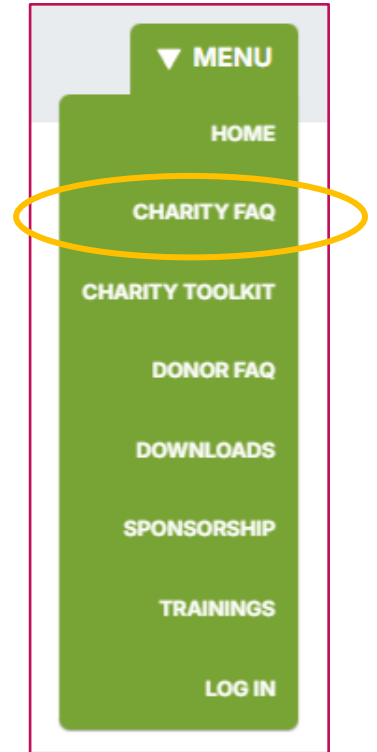 ▼ MENU
HOME
CHARITY FAQ
CHARITY TOOLKIT
DONOR FAQ
DOWNLOADS
SPONSORSHIP
TRAININGS
LOG IN